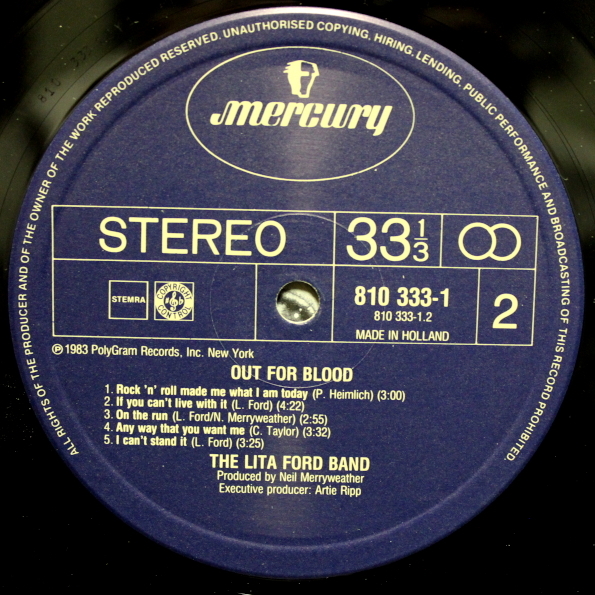 ALL RIGHTS OF THE PRODUCER AND OF THE OWNER OF THE WORK REPRODUCED RESERVED. UNAUTHORISED COPYING, HIRING, LENDING, PUBLIC PERFORMANCE AND BROADCASTING OF THIS RECORD PROHIBITED.
mercury
STEREO 33 1/3
STEMRA COPYRIGHT CONTROL
810 333-1
810 333-1.2
MADE IN HOLLAND
2
℗ 1983 PolyGram Records, Inc. New York
OUT FOR BLOOD
1. Rock 'n' roll made me what I am today (P. Heimlich) (3:00)
2. If you can't live with it (L. Ford) (4:22)
3. On the run (L. Ford/N. Merryweather) (2:55)
4. Any way that you want me (C. Taylor) (3:32)
5. I can't stand it (L. Ford) (3:25)
THE LITA FORD BAND
Produced by Neil Merryweather
Executive producer: Artie Ripp